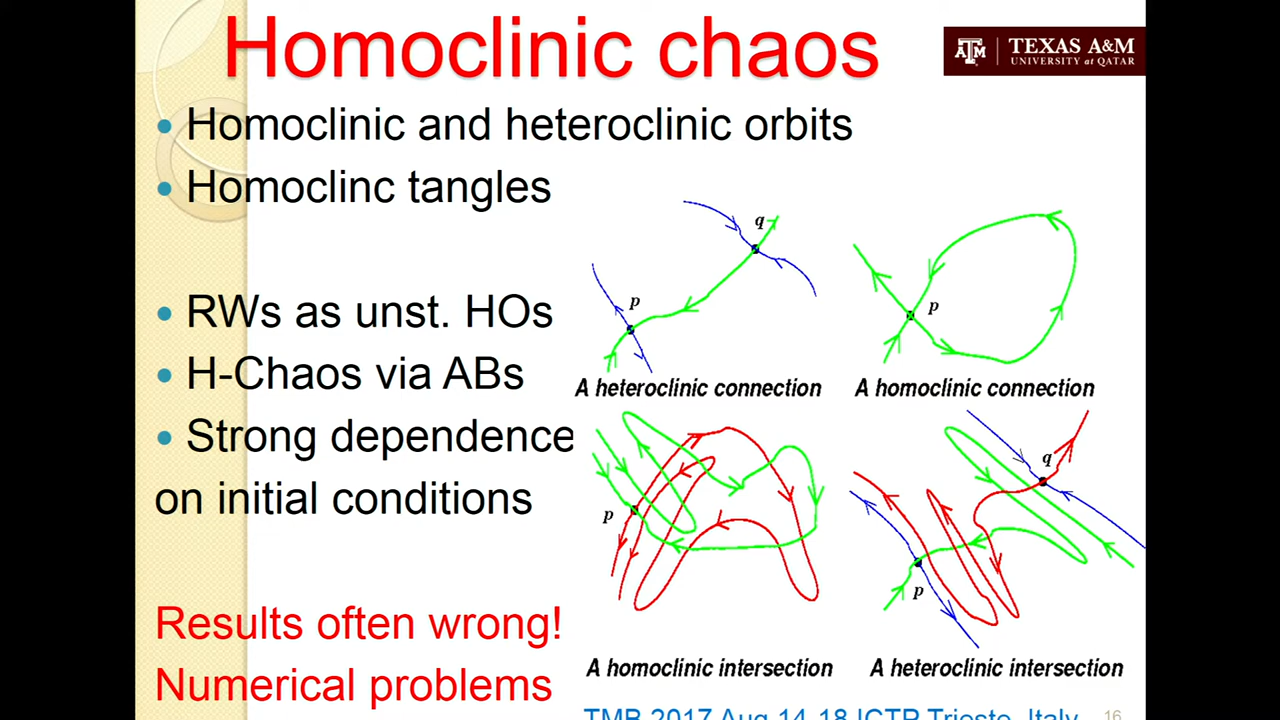 Homoclinic chaos
TEXAS A&M
UNIVERSITY at QATAR
ATM
• Homoclinic and heteroclinic orbits
• Homoclinc tangles
• RWs as unst. HOs
• H-Chaos via ABs
• Strong dependence
on initial conditions
Results often wrong!
Numerical problems
q
p
A heteroclinic connection
p
A homoclinic connection
p
A homoclinic intersection
q
p
A heteroclinic intersection
TMB 2017 Aug 14-18 ICTP Trieste, Italy
16